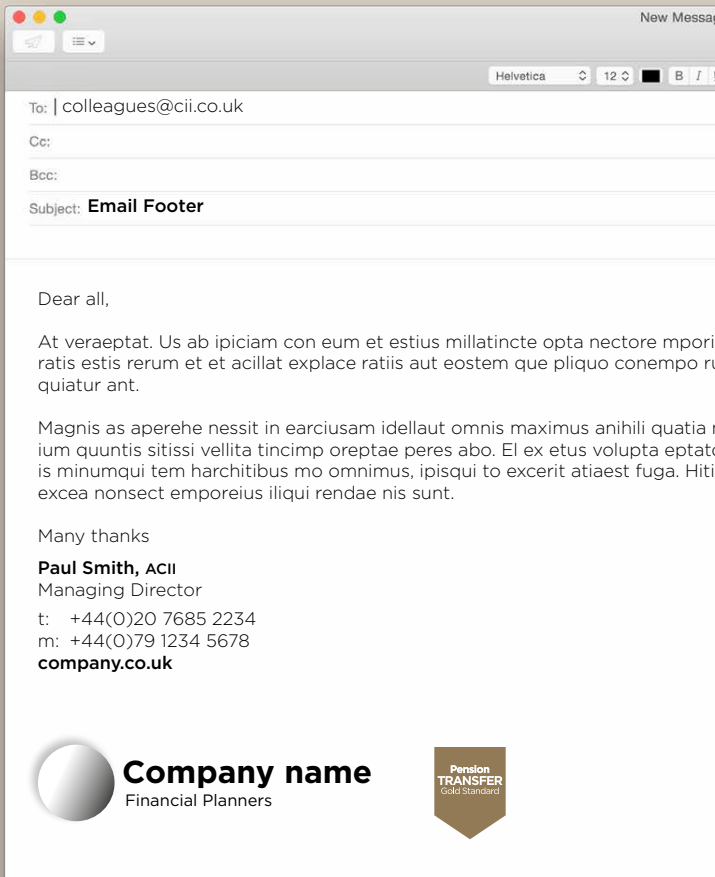 New Messag
Helvetica 12 B I
To: colleagues@cii.co.uk
Cc:
Bcc:
Subject: Email Footer
Dear all,
At veraeptat. Us ab ipiciam con eum et estius millatincte opta nectore mpori
ratis estis rerum et et acillat explace ratiis aut eostem que pliquo conempo ru
quiatur ant.
Magnis as aperehe nessit in earciusam idellaut omnis maximus anihili quatia
ium quuntis sitissi vellita tincimp oreptae peres abo. El ex etus volupta eptat
is minumqui tem harchitibus mo omnimus, ipisqui to excerit atiaest fuga. Hiti
excea nonsect emporeius iliqui rendae nis sunt.
Many thanks
Paul Smith, ACII
Managing Director
t: +44(0)20 7685 2234
m: +44(0)79 1234 5678
company.co.uk
Company name
Financial Planners
Pension
TRANSFER
Gold Standard